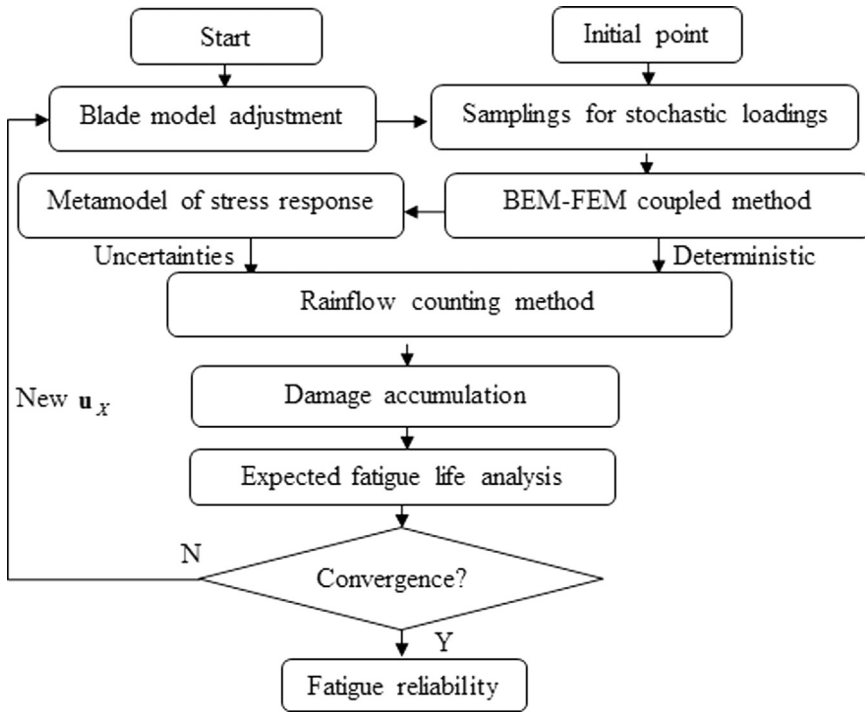 Start
Initial point
Blade model adjustment
Samplings for stochastic loadings
Metamodel of stress response
BEM-FEM coupled method
Uncertainties
Deterministic
Rainflow counting method
Damage accumulation
New u X
Expected fatigue life analysis
N
Convergence?
Y
Fatigue reliability